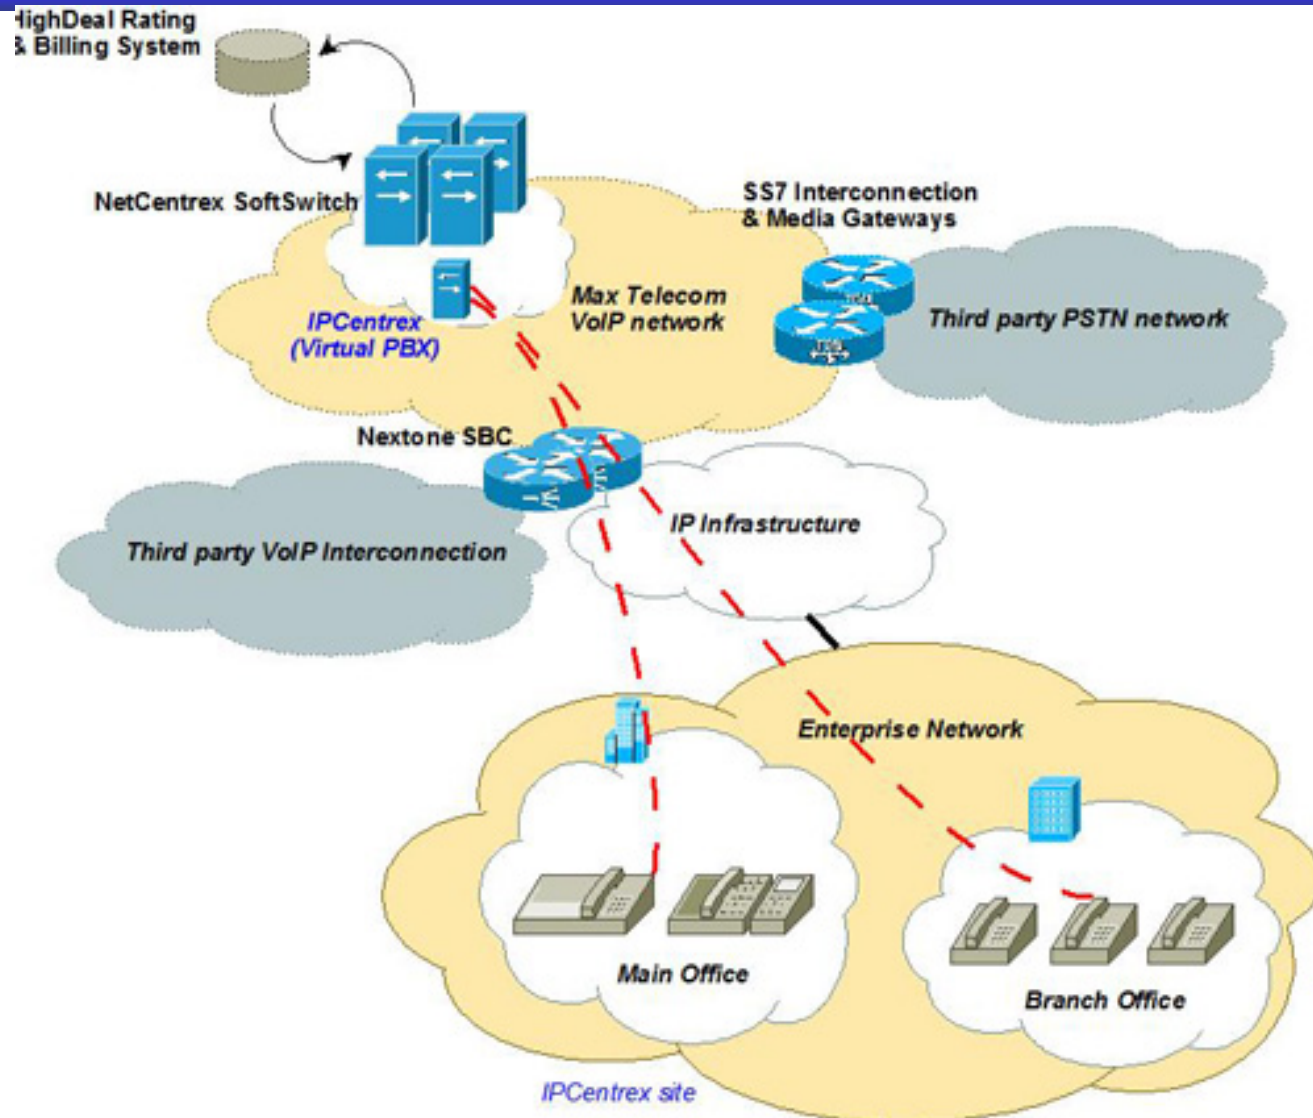 HighDeal Rating
& Billing System
NetCentrex SoftSwitch
SS7 Interconnection
& Media Gateways
Max Telecom
VoIP network
Third party PSTN network
IPCentrex
(Virtual PBX)
Nextone SBC
IP Infrastructure
Third party VoIP Interconnection
Enterprise Network
Main Office
Branch Office
IPCentrex site